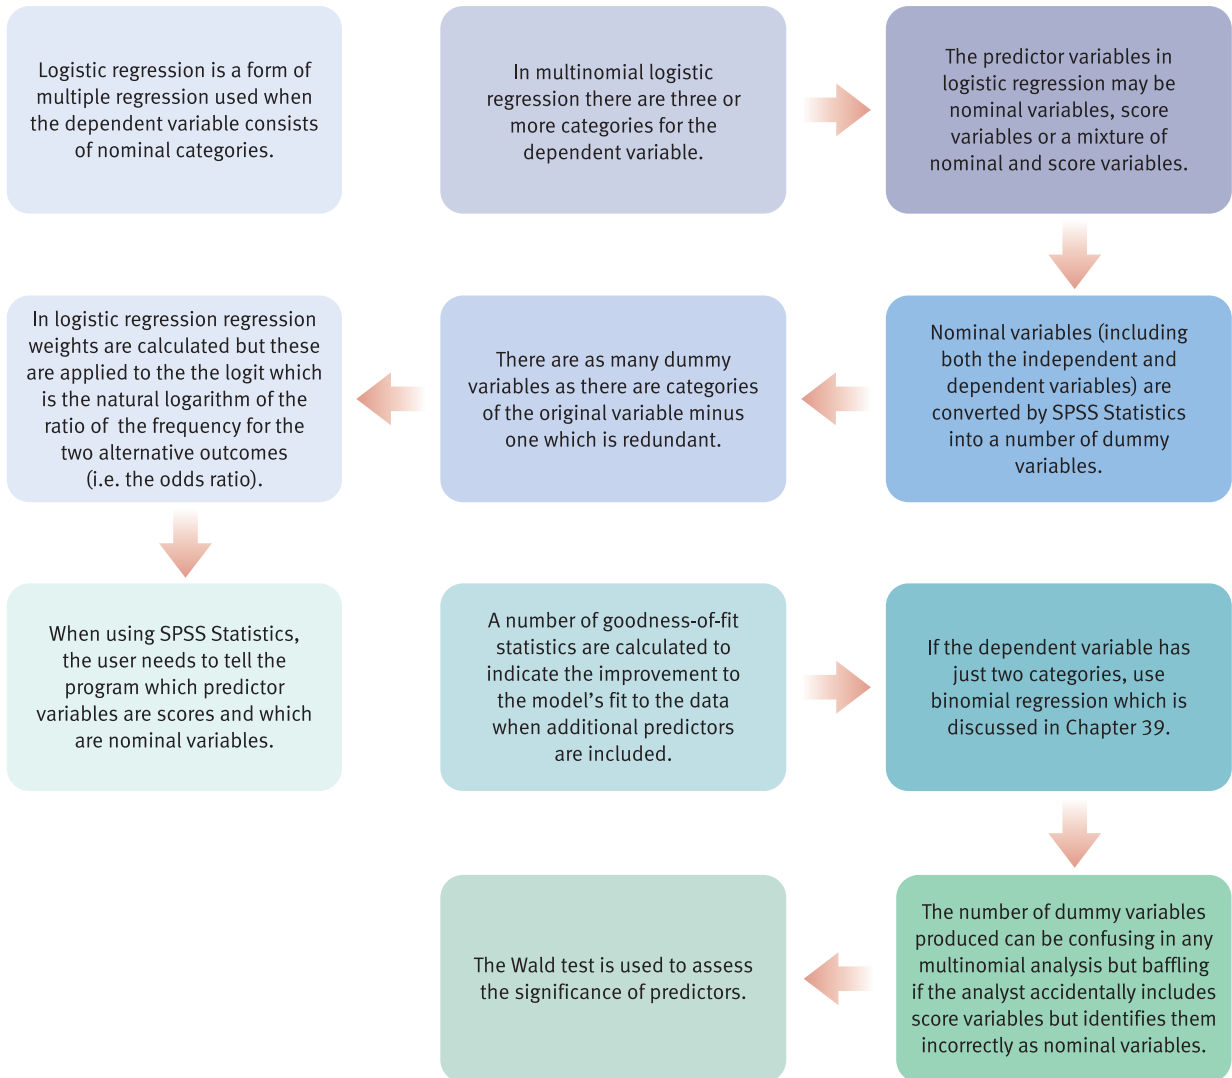 Logistic regression is a form of
multiple regression used when
the dependent variable consists
of nominal categories.
In multinomial logistic
regression there are three or
more categories for the
dependent variable.
The predictor variables in
logistic regression may be
nominal variables, score
variables or a mixture of
nominal and score variables.
Nominal variables (including
both the independent and
dependent variables) are
converted by SPSS Statistics
into a number of dummy
variables.
There are as many dummy
variables as there are categories
of the original variable minus
one which is redundant.
In logistic regression regression
weights are calculated but these
are applied to the the logit which
is the natural logarithm of the
ratio of the frequency for the
two alternative outcomes
(i.e. the odds ratio).
When using SPSS Statistics,
the user needs to tell the
program which predictor
variables are scores and which
are nominal variables.
A number of goodness-of-fit
statistics are calculated to
indicate the improvement to
the model’s fit to the data
when additional predictors
are included.
If the dependent variable has
just two categories, use
binomial regression which is
discussed in Chapter 39.
The number of dummy variables
produced can be confusing in any
multinomial analysis but baffling
if the analyst accidentally includes
score variables but identifies them
incorrectly as nominal variables.
The Wald test is used to assess
the significance of predictors.